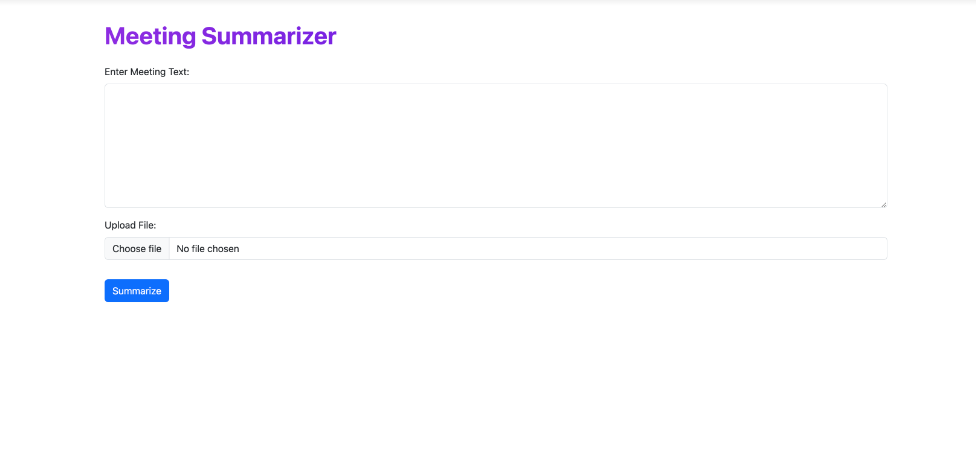 Meeting Summarizer
Enter Meeting Text:
Upload File:
Choose file No file chosen
Summarize